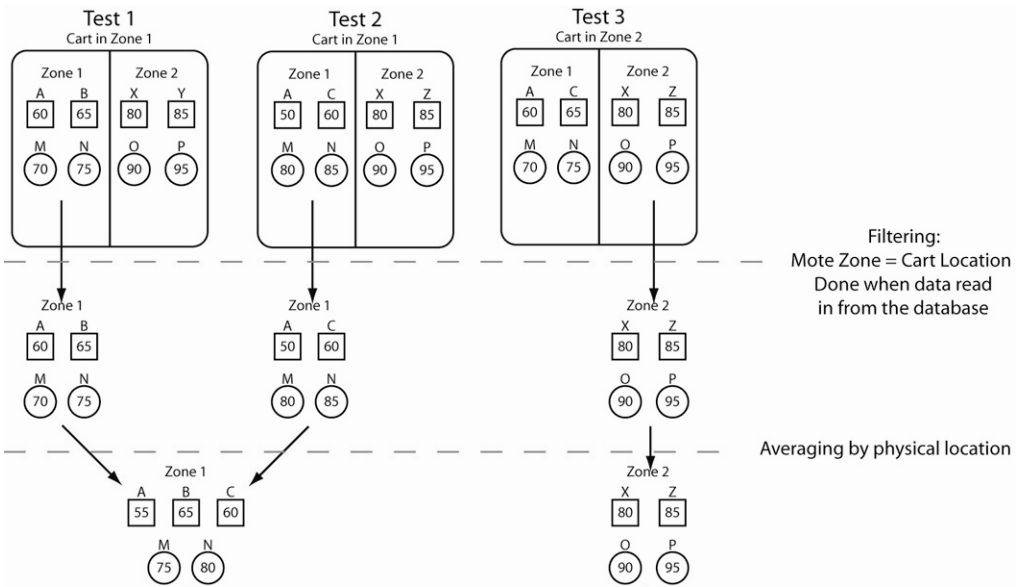 Test 1
Cart in Zone 1
Zone 1 Zone 2
A B X Y
60 65 80 85
M N O P
70 75 90 95
Test 2
Cart in Zone 1
Zone 1 Zone 2
A C X Z
50 60 80 85
M N O P
80 85 90 95
Test 3
Cart in Zone 2
Zone 1 Zone 2
A C X Z
60 65 80 85
M N O P
70 75 90 95
Filtering:
Mote Zone = Cart Location
Done when data read
in from the database
Zone 1
A B
60 65
M N
70 75
Zone 1
A C
50 60
M N
80 85
Zone 2
X Z
80 85
O P
90 95
Averaging by physical location
Zone 1
A B C
55 65 60
M N
75 80
Zone 2
X Z
80 85
O P
90 95